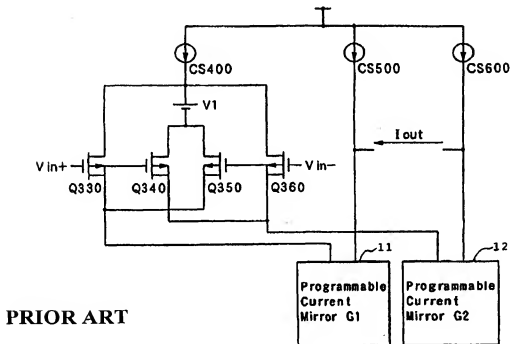 CS400
CS500
CS600
V1
Iout
Vin+
Vin−
Q330
Q340
Q350
Q360
11
12
Programmable
Current
Mirror G1
Programmable
Current
Mirror G2
PRIOR ART